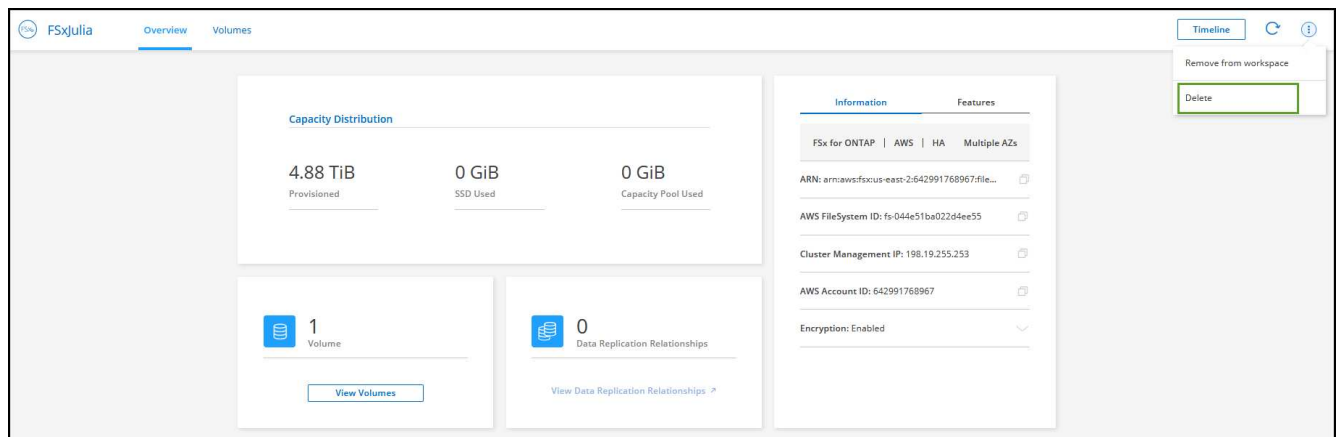 FSx FSxJulia Overview Volumes Timeline
Remove from workspace
Delete
Capacity Distribution
4.88 TiB 0 GiB 0 GiB
Provisioned SSD Used Capacity Pool Used
1
Volume
View Volumes
0
Data Replication Relationships
View Data Replication Relationships ↗
Information Features
FSx for ONTAP | AWS | HA Multiple AZs
ARN: arn:aws:fsx:us-east-2:642991768967:file...
AWS FileSystem ID: fs-044e51ba022d4ee55
Cluster Management IP: 198.19.255.253
AWS Account ID: 642991768967
Encryption: Enabled